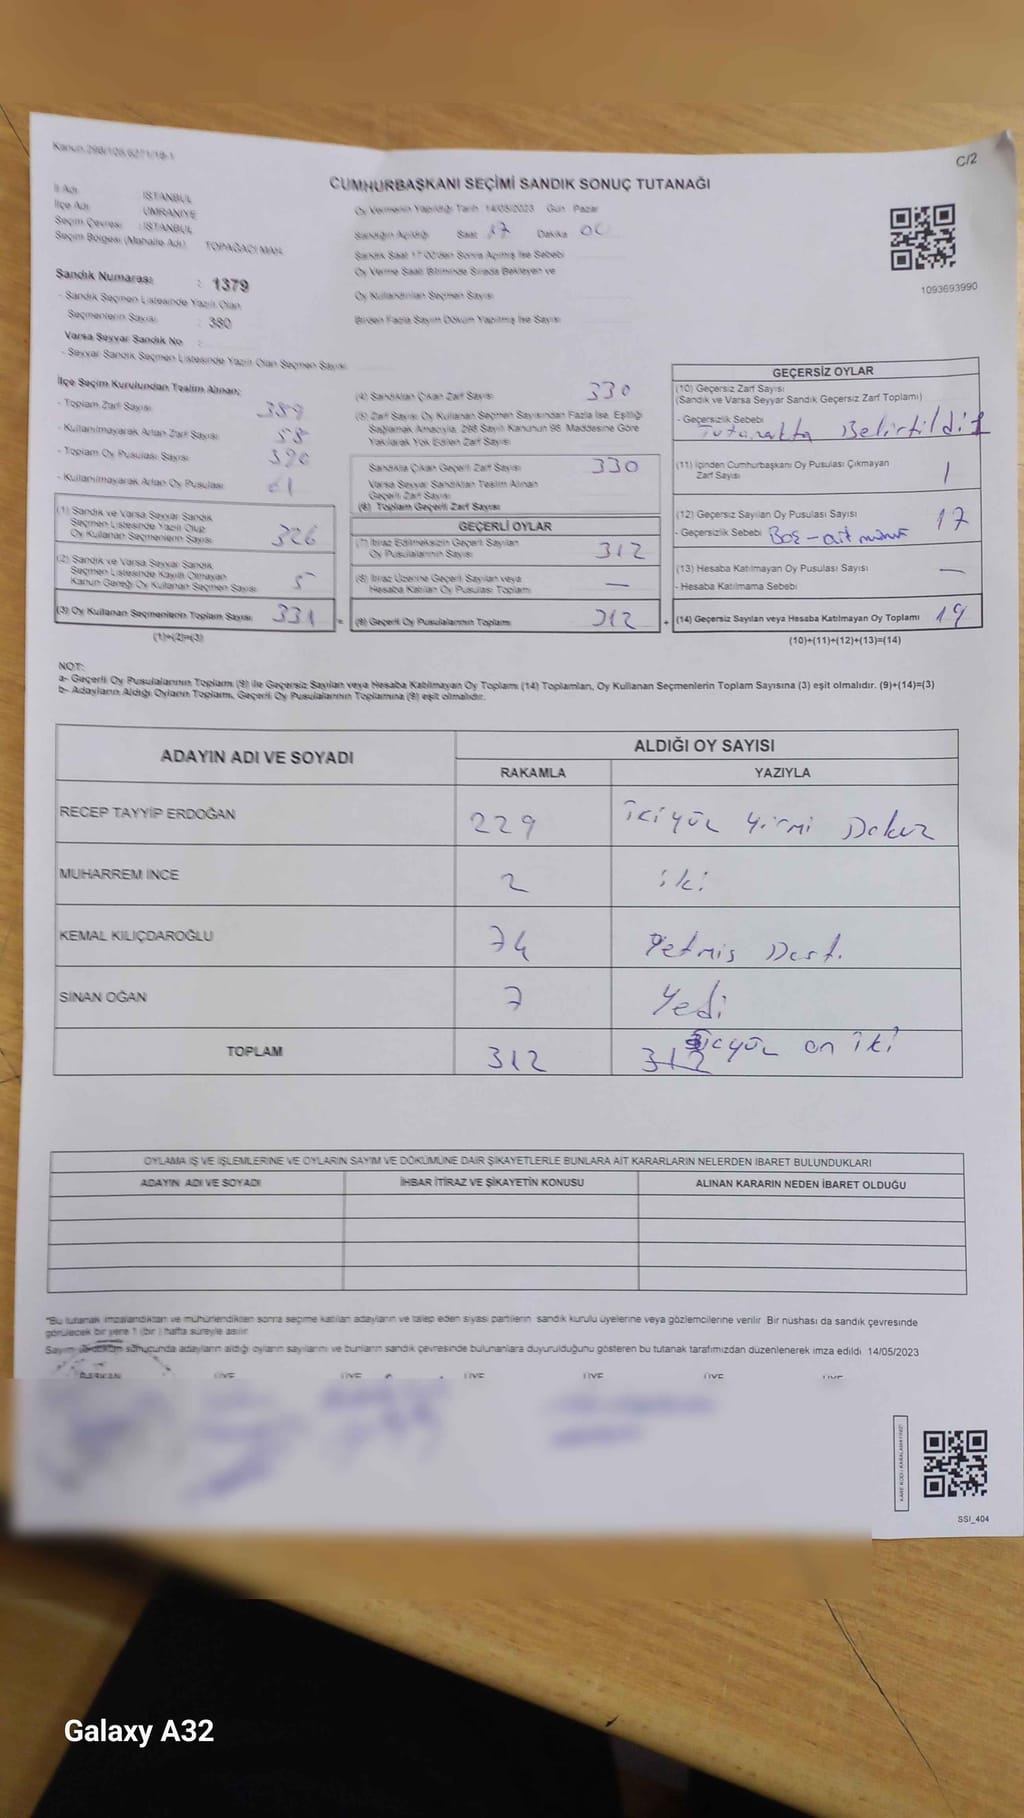 Kanun 298/108,6271/19-1
C/2
CUMHURBAŞKANI SEÇİMİ SANDIK SONUÇ TUTANAĞI
İl Adı : İSTANBUL
İlçe Adı : ÜMRANİYE
Seçim Çevresi : İSTANBUL
Seçim Bölgesi (Mahalle Adı) TOPAĞACI MAH.
Oy Vermenin Yapıldığı Tarih 14/05/2023 Gün Pazar
Sandığın Açıldığı Saat 17 Dakika 00
Sandık Saat 17.00'den Sonra Açılmış İse Sebebi
Oy Verme Saati Bitiminde Sırada Bekleyen ve
Oy Kullandırılan Seçmen Sayısı
Birden Fazla Sayım Döküm Yapılmış İse Sayısı
1093693990
Sandık Numarası : 1379
- Sandık Seçmen Listesinde Yazılı Olan
Seçmenlerin Sayısı : 380
Varsa Seyyar Sandık No :
- Seyyar Sandık Seçmen Listesinde Yazılı Olan Seçmen Sayısı
İlçe Seçim Kurulundan Teslim Alınan;
- Toplam Zarf Sayısı 389
- Kullanılmayarak Artan Zarf Sayısı 58
- Toplam Oy Pusulası Sayısı 390
- Kullanılmayarak Artan Oy Pusulası 61
(1) Sandık ve Varsa Seyyar Sandık
Seçmen Listesinde Yazılı Olup
Oy Kullanan Seçmenlerin Sayısı 326
(2) Sandık ve Varsa Seyyar Sandık
Seçmen Listesinde Kayıtlı Olmayan
Kanun Gereği Oy Kullanan Seçmen Sayısı 5
(3) Oy Kullanan Seçmenlerin Toplam Sayısı 331 =
(1)+(2)=(3)
(4) Sandıktan Çıkan Zarf Sayısı 330
(5) Zarf Sayısı Oy Kullanan Seçmen Sayısından Fazla İse, Eşitliği
Sağlamak Amacıyla, 298 Sayılı Kanunun 98. Maddesine Göre
Yakılarak Yok Edilen Zarf Sayısı
Sandıkta Çıkan Geçerli Zarf Sayısı 330
Varsa Seyyar Sandıktan Teslim Alınan
Geçerli Zarf Sayısı
(6) Toplam Geçerli Zarf Sayısı
GEÇERLİ OYLAR
(7) İtiraz Edilmeksizin Geçerli Sayılan
Oy Pusulalarının Sayısı 312
(8) İtiraz Üzerine Geçerli Sayılan veya
Hesaba Katılan Oy Pusulası Toplamı —
(9) Geçerli Oy Pusulalarının Toplamı 312 +
GEÇERSİZ OYLAR
(10) Geçersiz Zarf Sayısı
(Sandık ve Varsa Seyyar Sandık Geçersiz Zarf Toplamı)
- Geçersizlik Sebebi
Tutanakta Belirtildi 1
(11) İçinden Cumhurbaşkanı Oy Pusulası Çıkmayan
Zarf Sayısı 1
(12) Geçersiz Sayılan Oy Pusulası Sayısı 17
- Geçersizlik Sebebi Boş -
(13) Hesaba Katılmayan Oy Pusulası Sayısı —
- Hesaba Katılmama Sebebi
(14) Geçersiz Sayılan veya Hesaba Katılmayan Oy Toplamı 19
(10)+(11)+(12)+(13)=(14)
NOT:
a- Geçerli Oy Pusulalarının Toplamı (9) ile Geçersiz Sayılan veya Hesaba Katılmayan Oy Toplamı (14) Toplamları, Oy Kullanan Seçmenlerin Toplam Sayısına (3) eşit olmalıdır. (9)+(14)=(3)
b- Adayların Aldığı Oyların Toplamı, Geçerli Oy Pusulalarının Toplamına (9) eşit olmalıdır.
ADAYIN ADI VE SOYADI
ALDIĞI OY SAYISI
RAKAMLA YAZIYLA
RECEP TAYYİP ERDOĞAN 229 ikiyüz yirmi Dokuz
MUHARREM İNCE 2 iki
KEMAL KILIÇDAROĞLU 74 Yetmiş Dört.
SİNAN OĞAN 7 Yedi
TOPLAM 312 312 üçyüz on iki
OYLAMA İŞ VE İŞLEMLERİNE VE OYLARIN SAYIM VE DÖKÜMÜNE DAİR ŞİKAYETLERLE BUNLARA AİT KARARLARIN NELERDEN İBARET BULUNDUKLARI
ADAYIN ADI VE SOYADI İHBAR İTİRAZ VE ŞİKAYETİN KONUSU ALINAN KARARIN NEDEN İBARET OLDUĞU
*Bu tutanak imzalandıktan ve mühürlendikten sonra seçime katılan adayların ve talep eden siyasi partilerin sandık kurulu üyelerine veya gözlemcilerine verilir. Bir nüshası da sandık çevresinde
görülecek bir yere 1 (bir) hafta süreyle asılır.
Sayım döküm sonucunda adayların aldığı oyların sayılarını ve bunların sandık çevresinde bulunanlara duyurulduğunu gösteren bu tutanak tarafımızdan düzenlenerek imza edildi. 14/05/2023
BAŞKAN ÜYE ÜYE ÜYE ÜYE ÜYE ÜYE
KARE KODU KARALAMAYINIZ!
SSI_404
Galaxy A32